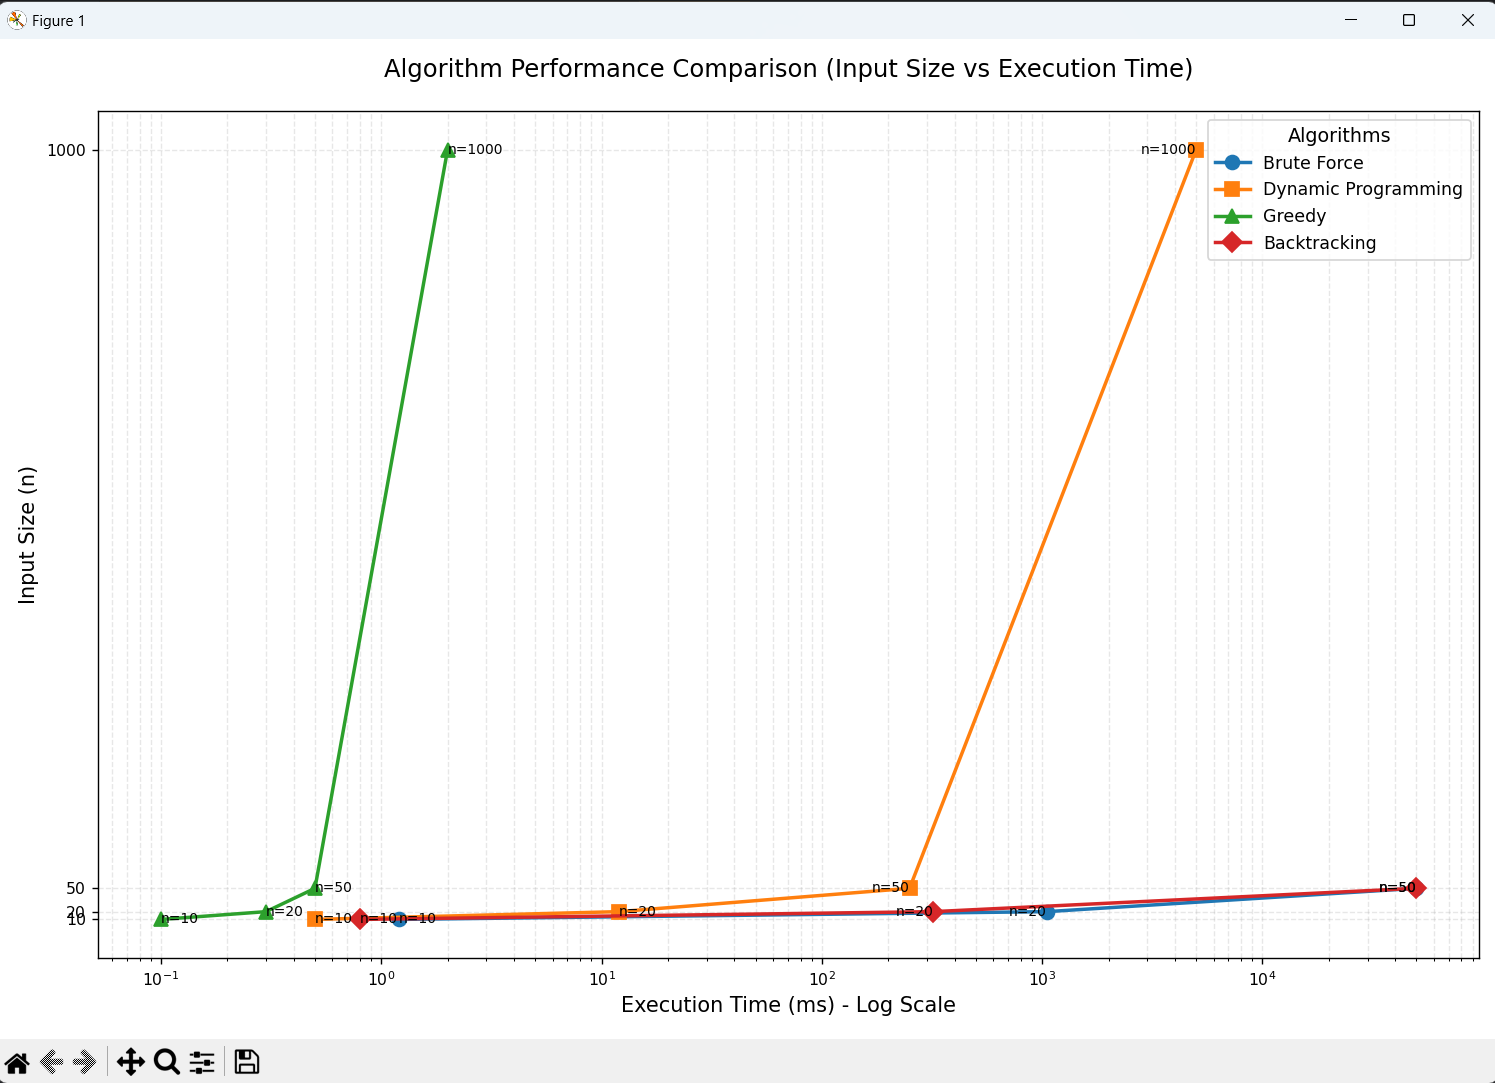 Figure 1
Algorithm Performance Comparison (Input Size vs Execution Time)
Algorithms
Brute Force
Dynamic Programming
Greedy
Backtracking
Input Size (n)
1000
50
20
10
n=1000
n=1000
n=50
n=50
n=50
n=50
n=20
n=20
n=20
n=20
n=10
n=10
n=10
n=10
10⁻¹
10⁰
10¹
10²
10³
10⁴
Execution Time (ms) - Log Scale